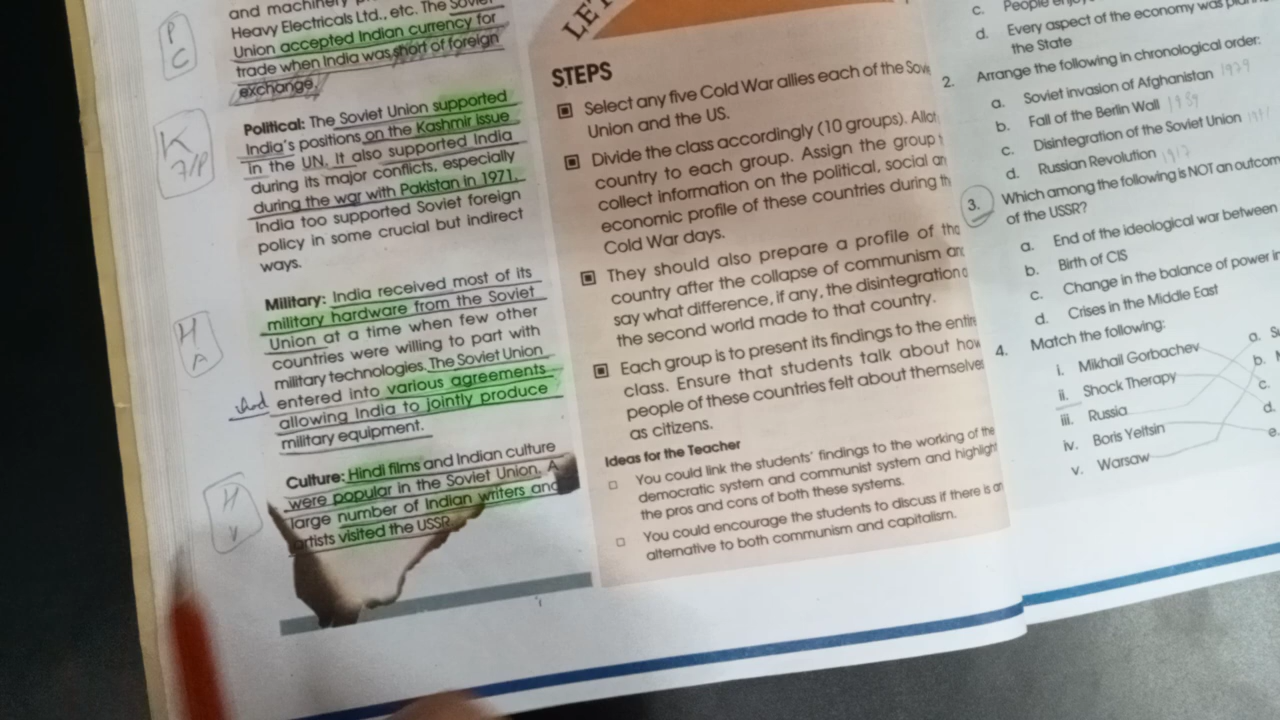 and machinery
Heavy Electricals Ltd., etc. The Soviet
Union accepted Indian currency for
trade when India was short of foreign
exchange.
P
C
Political: The Soviet Union supported
India's positions on the Kashmir issue
in the UN. It also supported India
during its major conflicts, especially
during the war with Pakistan in 1971.
India too supported Soviet foreign
policy in some crucial but indirect
ways.
K
7/P
Military: India received most of its
military hardware from the Soviet
Union at a time when few other
countries were willing to part with
military technologies. The Soviet Union
entered into various agreements
allowing India to jointly produce
military equipment.
H
A
Culture: Hindi films and Indian culture
were popular in the Soviet Union. A
large number of Indian writers and
artists visited the USSR.
H
V
LET
STEPS
Select any five Cold War allies each of the
Union and the US.
Divide the class accordingly (10 groups).
country to each group. Assign the group
collect information on the political, social
economic profile of these countries during
Cold War days.
They should also prepare a profile of
country after the collapse of communism
say what difference, if any, the disintegration
the second world made to that country.
Each group is to present its findings to the
class. Ensure that students talk about
people of these countries felt about
as citizens.
Ideas for the Teacher
You could link the students' findings to the working of the
democratic system and communist system and
the pros and cons of both these systems.
You could encourage the students to discuss if there is
alternative to both communism and capitalism.
c. People
d. Every aspect of the economy was
the State
2. Arrange the following in chronological order:
a. Soviet invasion of Afghanistan 1979
b. Fall of the Berlin Wall
c. Disintegration of the Soviet Union
d. Russian Revolution 1917
3. Which among the following is NOT an
of the USSR?
a. End of the ideological war between
b. Birth of CIS
c. Change in the balance of power
d. Crises in the Middle East
4. Match the following:
i. Mikhail Gorbachev
ii. Shock Therapy
iii. Russia
iv. Boris Yeltsin
v. Warsaw
a.
b.
c.
d.
e.